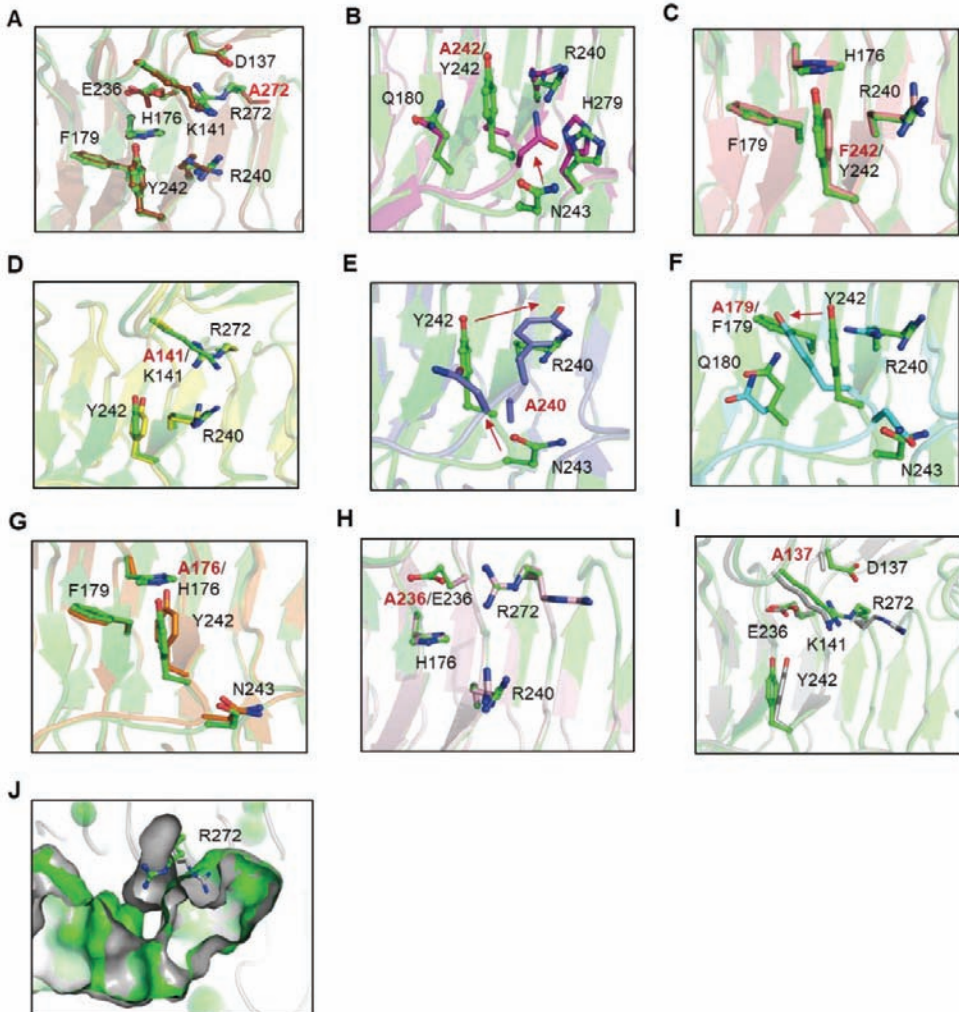 A
D137
E236
A272
H176
R272
F179
K141
Y242
R240
B
A242/
Y242
R240
Q180
H279
N243
C
H176
R240
F179
F242/
Y242
D
R272
A141/
K141
Y242
R240
E
Y242
R240
A240
N243
F
A179/
F179
Y242
Q180
R240
N243
G
A176/
H176
F179
Y242
N243
H
A236/E236
R272
H176
R240
I
A137
D137
R272
E236
K141
Y242
J
R272